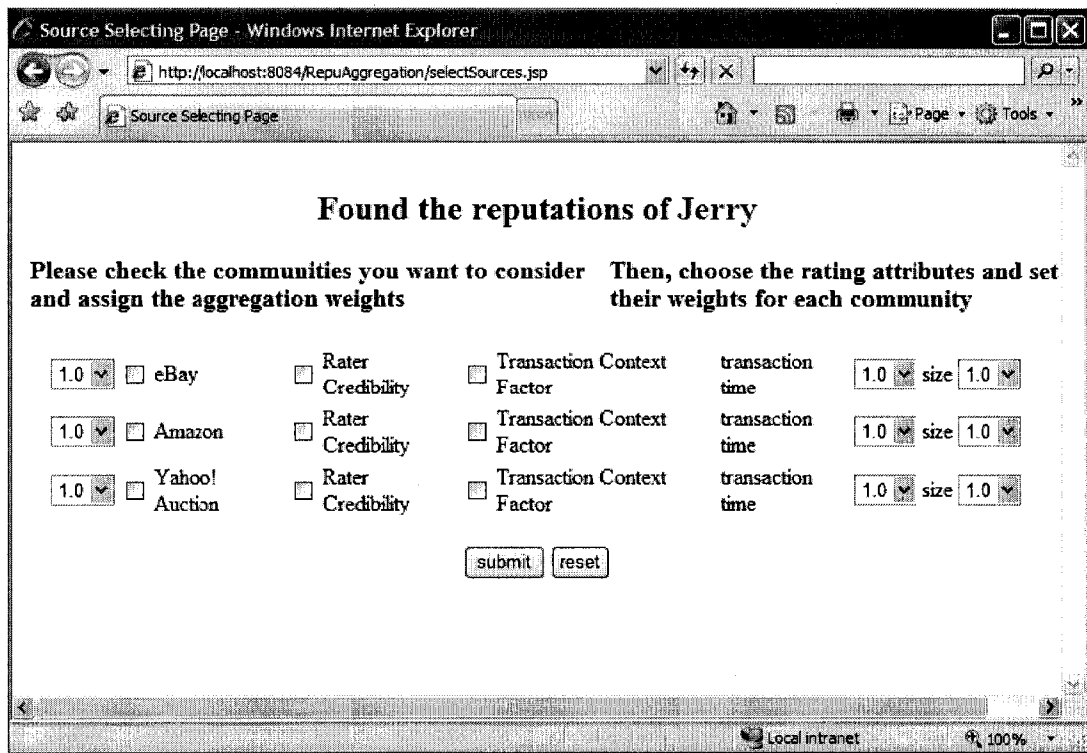 Source Selecting Page - Windows Internet Explorer
http://localhost:8084/RepuAggregation/selectSources.jsp
Source Selecting Page
Page
Tools
Found the reputations of Jerry
Please check the communities you want to consider
and assign the aggregation weights
Then, choose the rating attributes and set
their weights for each community
1.0 eBay Rater Credibility Transaction Context Factor transaction time 1.0 size 1.0
1.0 Amazon Rater Credibility Transaction Context Factor transaction time 1.0 size 1.0
1.0 Yahoo! Auction Rater Credibility Transaction Context Factor transaction time 1.0 size 1.0
submit reset
Local intranet 100%